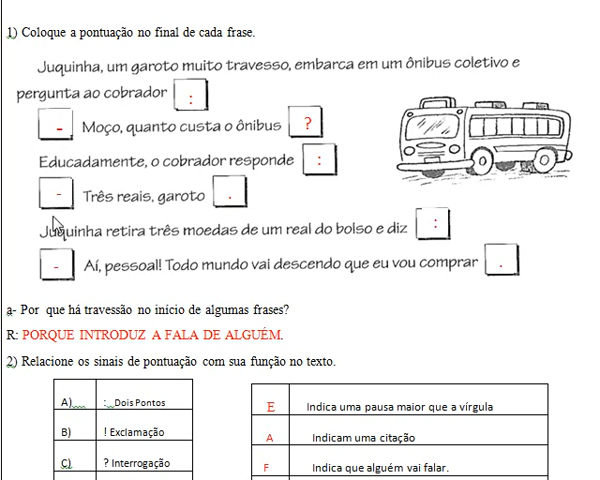 1) Coloque a pontuação no final de cada frase.
Juquinha, um garoto muito travesso, embarca em um ônibus coletivo e
pergunta ao cobrador :
- Moço, quanto custa o ônibus ?
Educadamente, o cobrador responde :
- Três reais, garoto .
Juquinha retira três moedas de um real do bolso e diz :
- Aí, pessoal! Todo mundo vai descendo que eu vou comprar .
a- Por que há travessão no início de algumas frases?
R: PORQUE INTRODUZ A FALA DE ALGUÉM.
2) Relacione os sinais de pontuação com sua função no texto.
A) : Dois Pontos
E Indica uma pausa maior que a vírgula
B) ! Exclamação
A Indicam uma citação
C) ? Interrogação
F Indica que alguém vai falar.